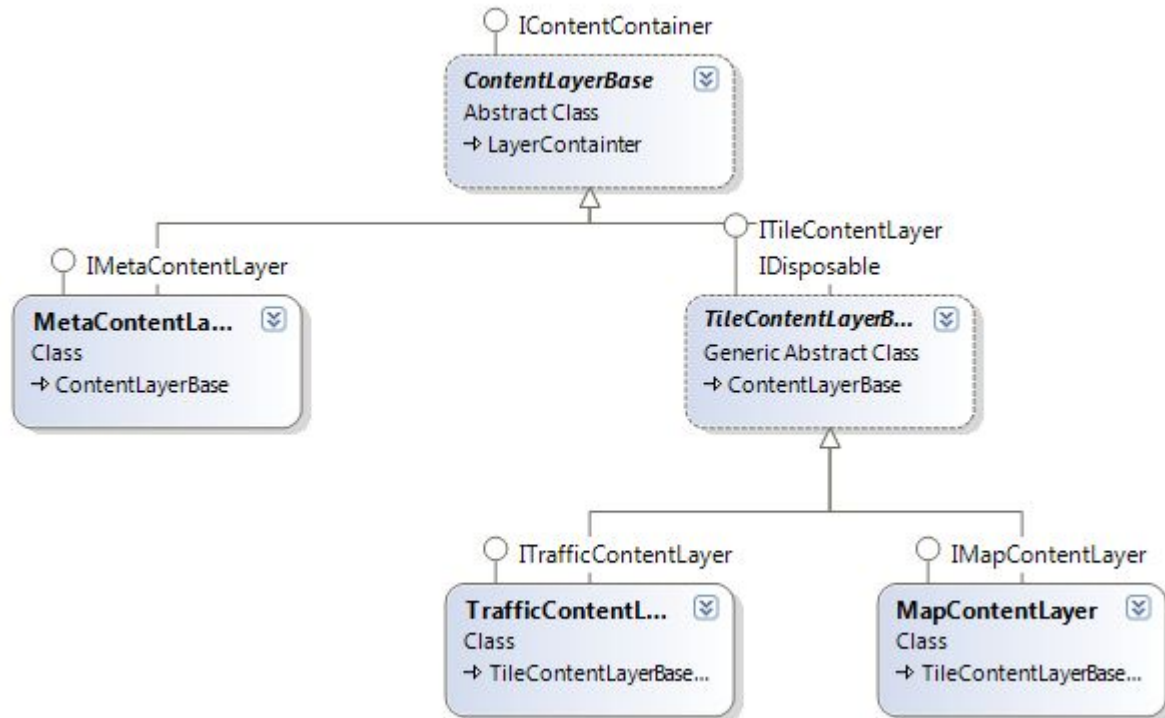 IContentContainer
ContentLayerBase
Abstract Class
LayerContainter
IMetaContentLayer
ITileContentLayer
IDisposable
MetaContentLa...
Class
ContentLayerBase
TileContentLayerB...
Generic Abstract Class
ContentLayerBase
ITrafficContentLayer
IMapContentLayer
TrafficContentL...
Class
TileContentLayerBase...
MapContentLayer
Class
TileContentLayerBase...